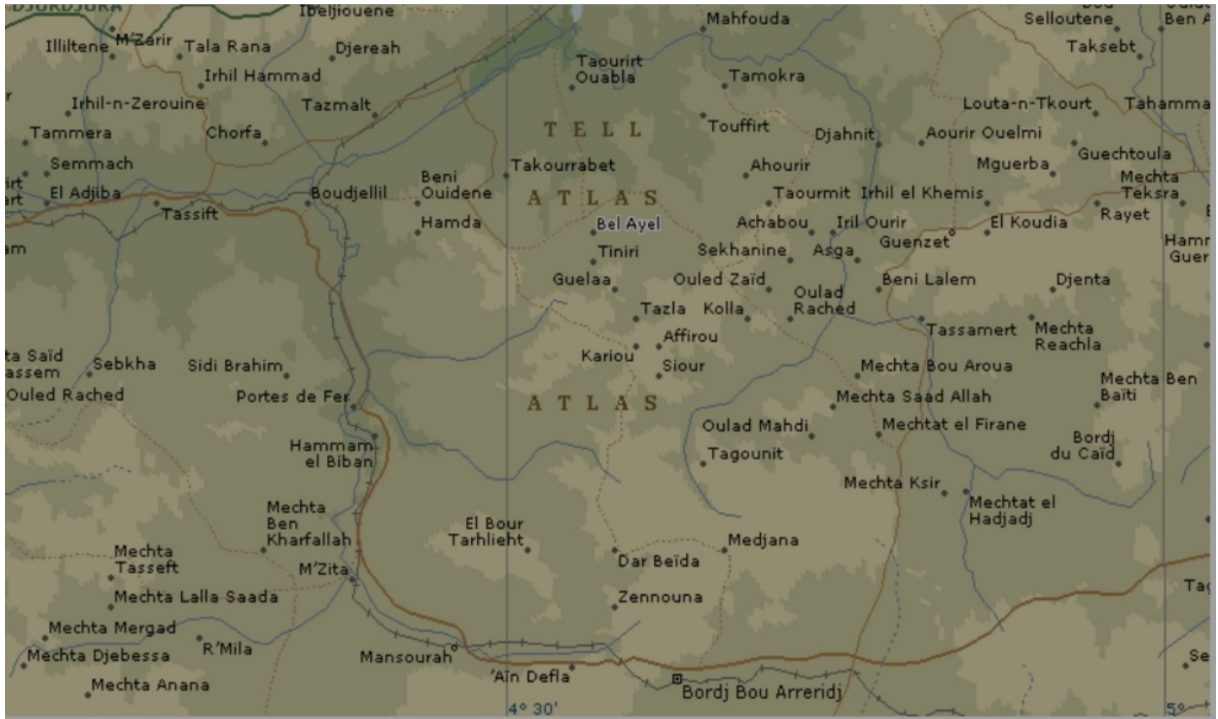 DJURDJURA
Ibeljiouene
Mahfouda
Selloutene
Ben A
M'Zarir
Illiltene
Tala Rana
Djereah
Taksebt
Irhil Hammad
Taourirt
Ouabla
Tamokra
Irhil-n-Zerouine
Tazmalt
Louta-n-Tkourt
Tahamma
Tammera
Chorfa
TELL
Touffirt
Djahnit
Aourir Ouelmi
Guechtoula
Semmach
Takourrabet
Ahourir
Mguerba
Mechta
Teksra
El Adjiba
Tassift
Boudjellil
Beni
Ouidene
ATLAS
Taourmit
Irhil el Khemis
Rayet
Hamda
Bel Ayel
Achabou
Iril Ourir
Guenzet
El Koudia
Tiniri
Sekhanine
Asga
Guelaa
Ouled Zaïd
Oulad
Rached
Beni Lalem
Djenta
Tazla
Kolla
Tassamert
Mechta
Reachla
Affirou
Kariou
Siour
ta Saïd
assem
Sebkha
Sidi Brahim
Mechta Bou Aroua
Mechta Ben
Baïti
Ouled Rached
Portes de Fer
ATLAS
Mechta Saad Allah
Hammam
el Biban
Oulad Mahdi
Mechtat el Firane
Bordj
du Caïd
Tagounit
Mechta Ksir
Mechtat el
Hadjadj
Mechta
Ben
Kharfallah
El Bour
Tarhlieht
Mechta
Tasseft
Dar Beïda
Medjana
M'Zita
Mechta Lalla Saada
Zennouna
Mechta Mergad
R'Mila
Mansourah
Mechta Djebessa
'Aïn Defla
Mechta Anana
Bordj Bou Arreridj
4° 30'
5°